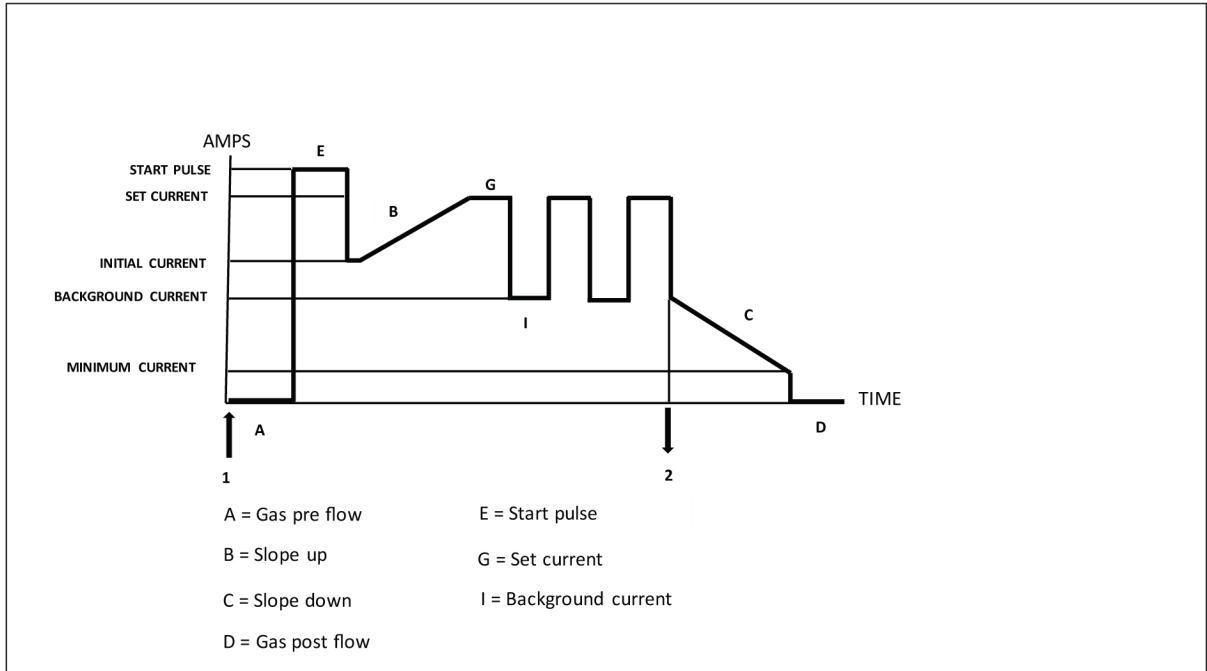 AMPS
E
START PULSE
SET CURRENT
G
B
INITIAL CURRENT
BACKGROUND CURRENT
I
C
MINIMUM CURRENT
TIME
A
D
1
2
A = Gas pre flow
E = Start pulse
B = Slope up
G = Set current
C = Slope down
I = Background current
D = Gas post flow